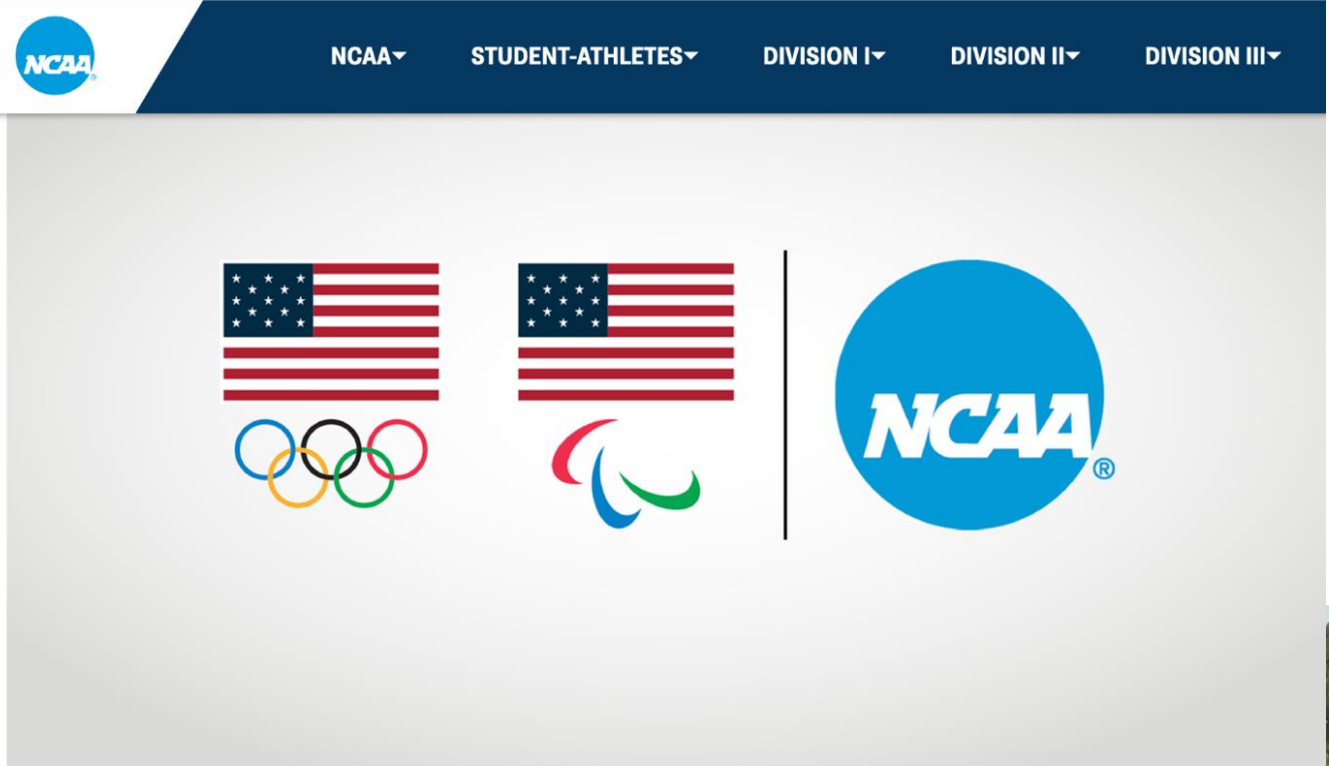 NCAA
NCAA STUDENT-ATHLETES DIVISION I DIVISION II DIVISION III
NCAA®